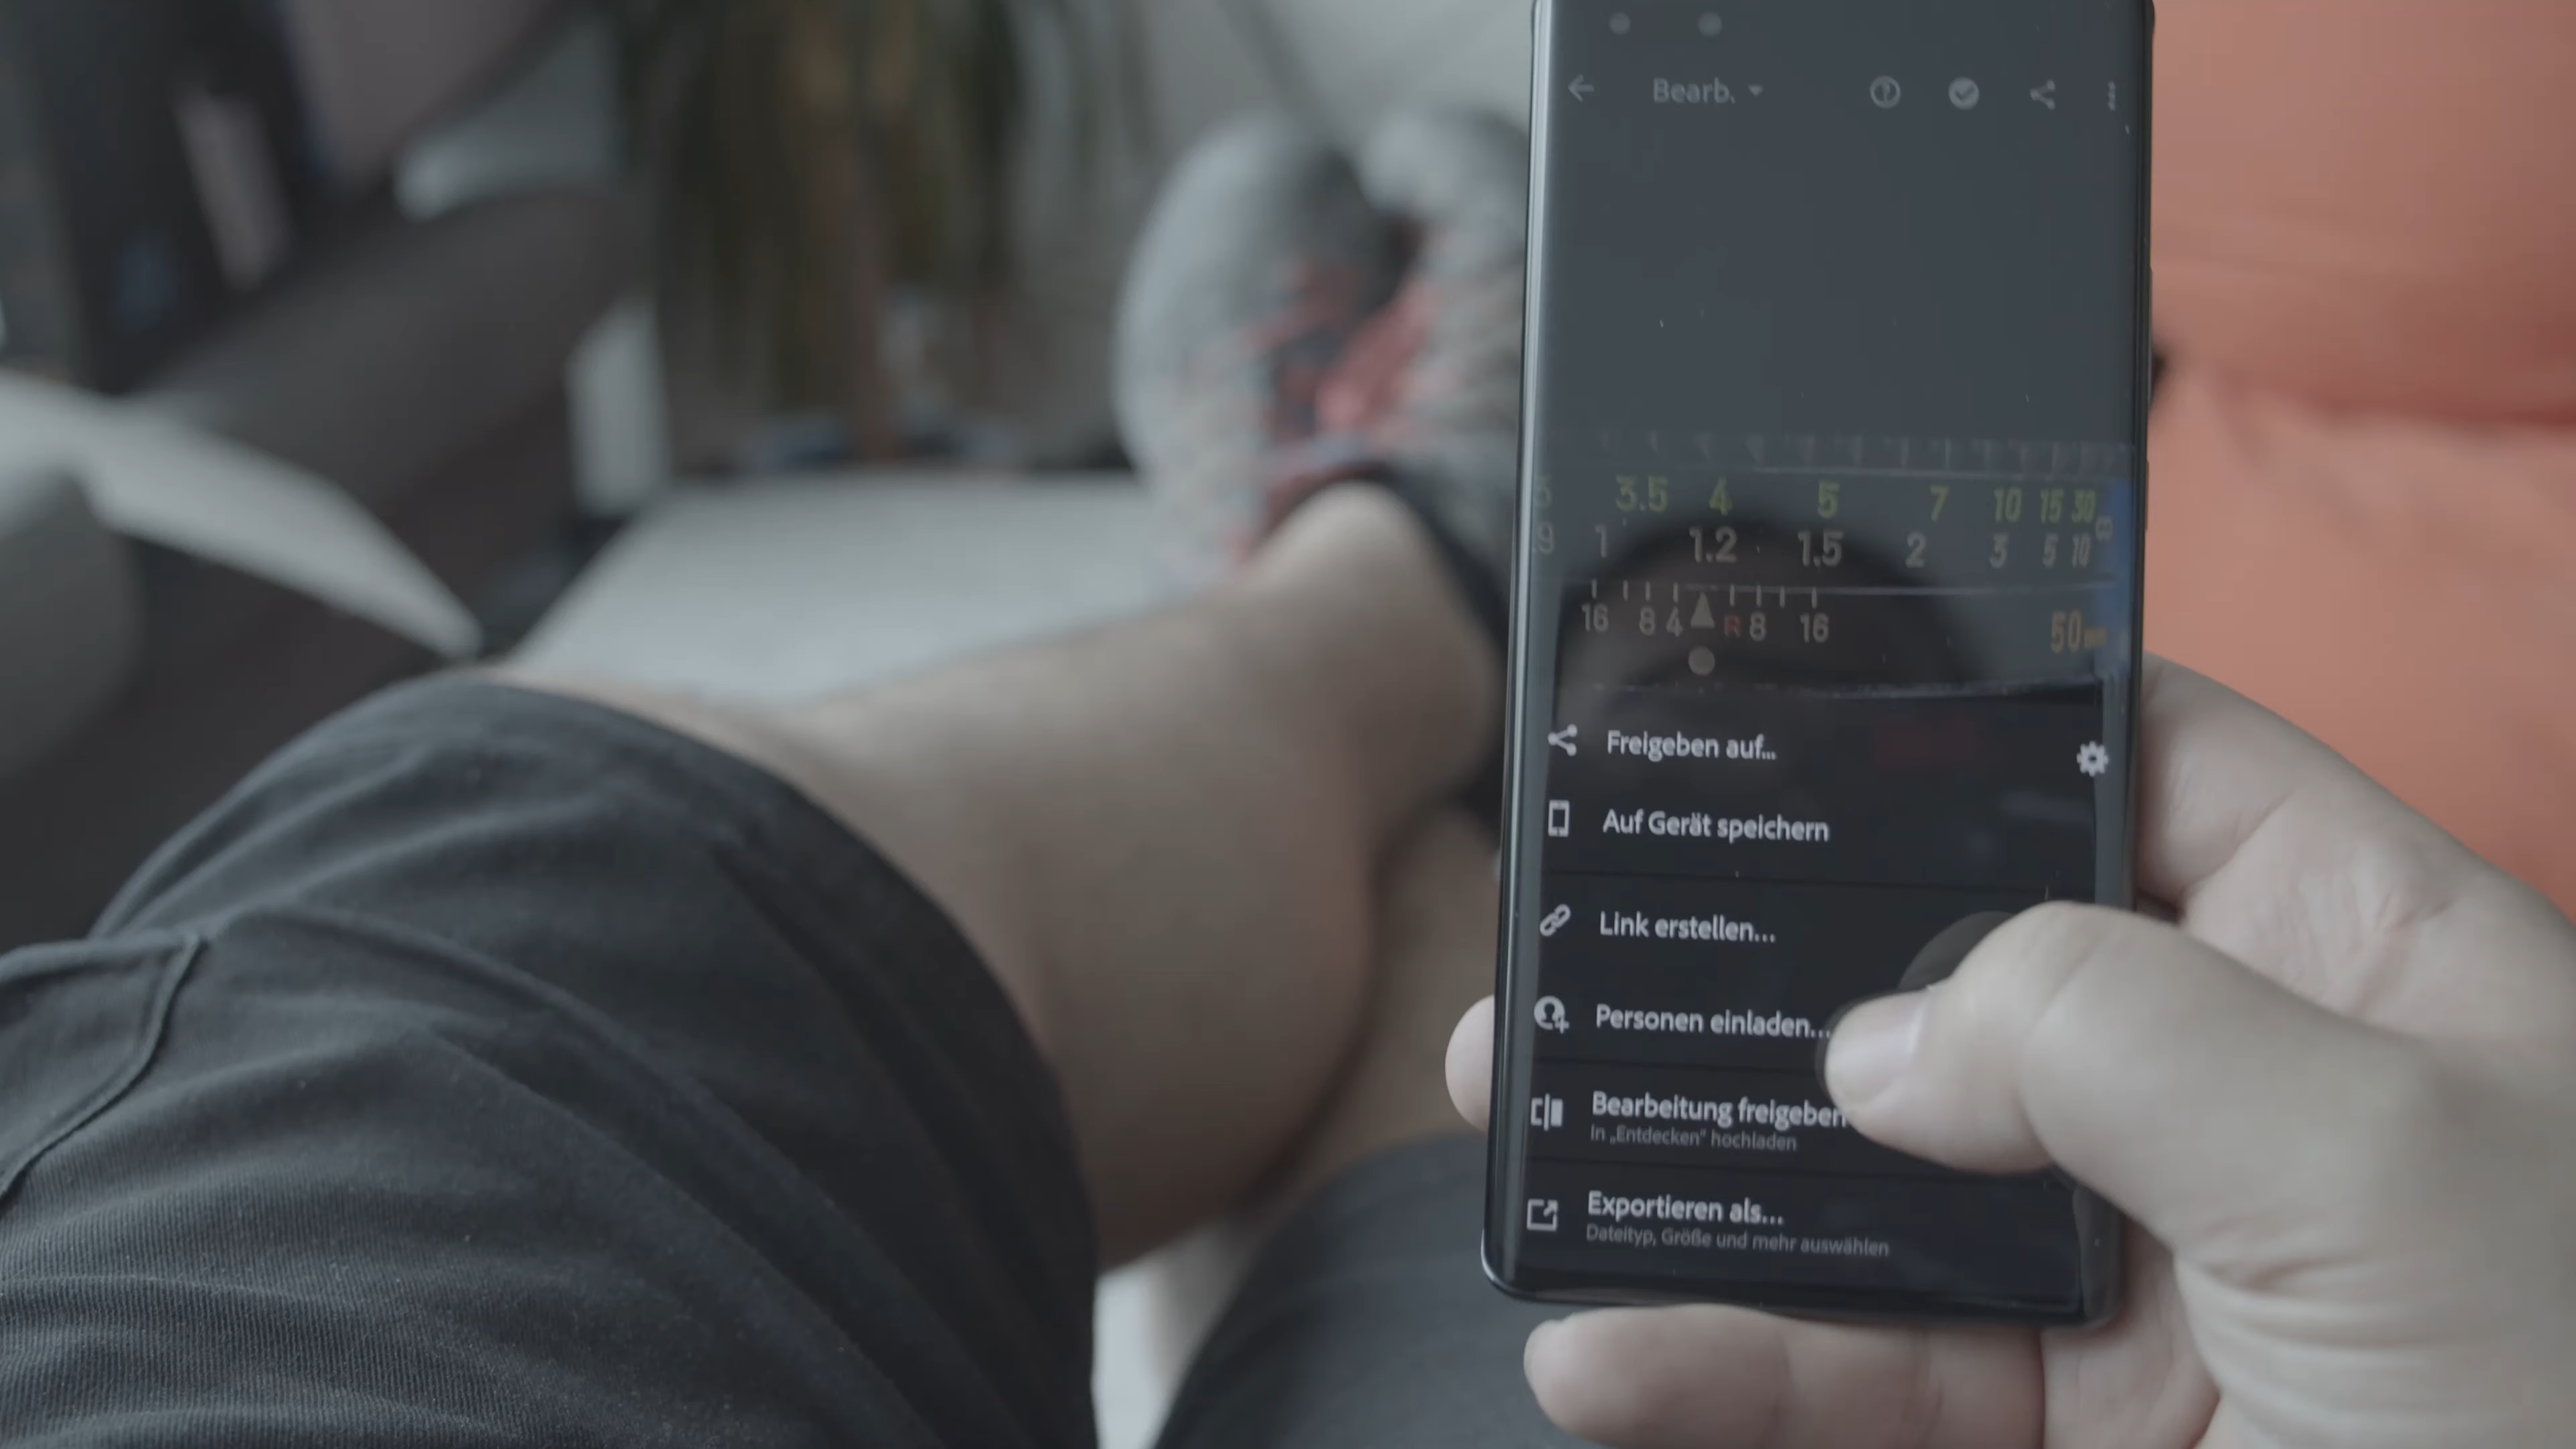 Bearb.
3.5 4 5 7 10 15 30 ∞
9 1 1.2 1.5 2 3 5 10
16 8 4 R 8 16 50mm
Freigeben auf...
Auf Gerät speichern
Link erstellen...
Personen einladen...
Bearbeitung freigeben
In „Entdecken“ hochladen
Exportieren als...
Dateityp, Größe und mehr auswählen